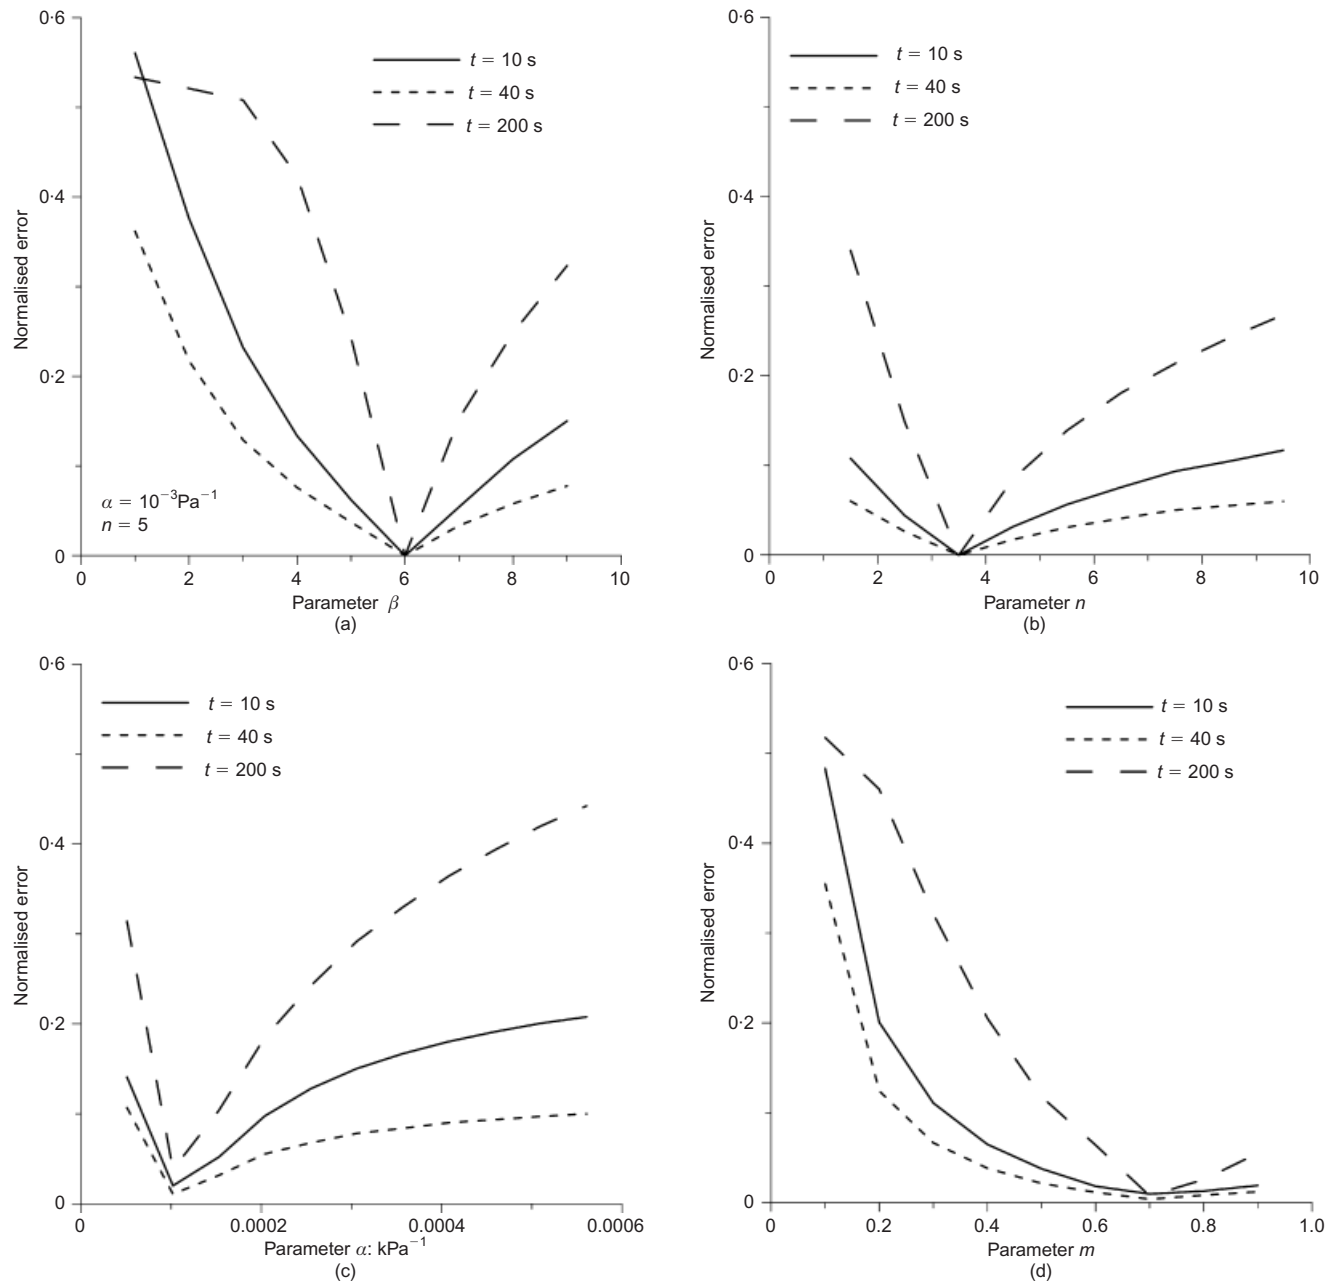 0·6
0·4
0·2
0
Normalised error
t = 10 s
t = 40 s
t = 200 s
α = 10⁻³Pa⁻¹
n = 5
0 2 4 6 8 10
Parameter β
(a)
0·6
0·4
0·2
0
Normalised error
t = 10 s
t = 40 s
t = 200 s
0 2 4 6 8 10
Parameter n
(b)
0·6
0·4
0·2
0
Normalised error
t = 10 s
t = 40 s
t = 200 s
0 0.0002 0.0004 0.0006
Parameter α: kPa⁻¹
(c)
0·6
0·4
0·2
0
Normalised error
t = 10 s
t = 40 s
t = 200 s
0 0.2 0.4 0.6 0.8 1.0
Parameter m
(d)